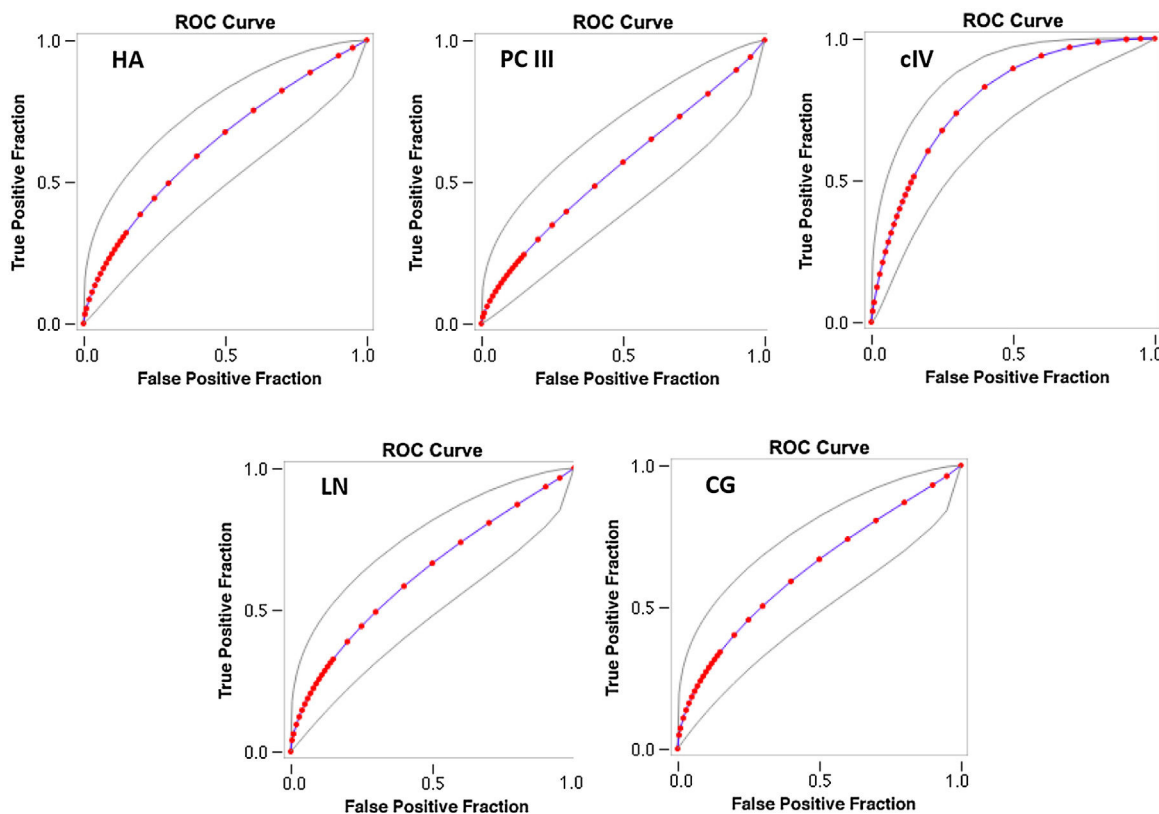 ROC Curve
ROC Curve
ROC Curve
HA
PC III
cIV
True Positive Fraction
True Positive Fraction
True Positive Fraction
1.0
0.5
0.0
1.0
0.5
0.0
1.0
0.5
0.0
0.0 0.5 1.0
0.0 0.5 1.0
0.0 0.5 1.0
False Positive Fraction
False Positive Fraction
False Positive Fraction
ROC Curve
ROC Curve
LN
CG
True Positive Fraction
True Positive Fraction
1.0
0.5
0.0
1.0
0.5
0.0
0.0 0.5 1.0
0.0 0.5 1.0
False Positive Fraction
False Positive Fraction